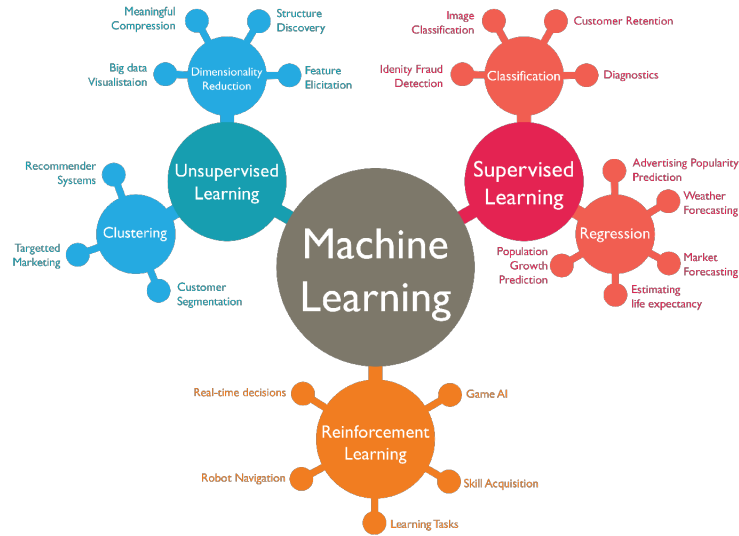 Meaningful
Compression
Structure
Discovery
Big data
Visualistaion
Dimensionality
Reduction
Feature
Elicitation
Image
Classification
Customer Retention
Idenity Fraud
Detection
Classification
Diagnostics
Recommender
Systems
Unsupervised
Learning
Clustering
Targetted
Marketing
Customer
Segmentation
Supervised
Learning
Advertising Popularity
Prediction
Weather
Forecasting
Regression
Population
Growth
Prediction
Market
Forecasting
Estimating
life expectancy
Machine
Learning
Real-time decisions
Game AI
Reinforcement
Learning
Robot Navigation
Skill Acquisition
Learning Tasks